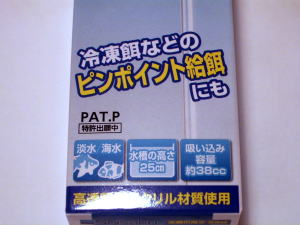 冷凍餌などの
ピンポイント給餌
にも
PAT.P
特許出願中
淡水 海水
水槽の高さ
25cm
吸い込み
容量
約38cc
リル材質使用